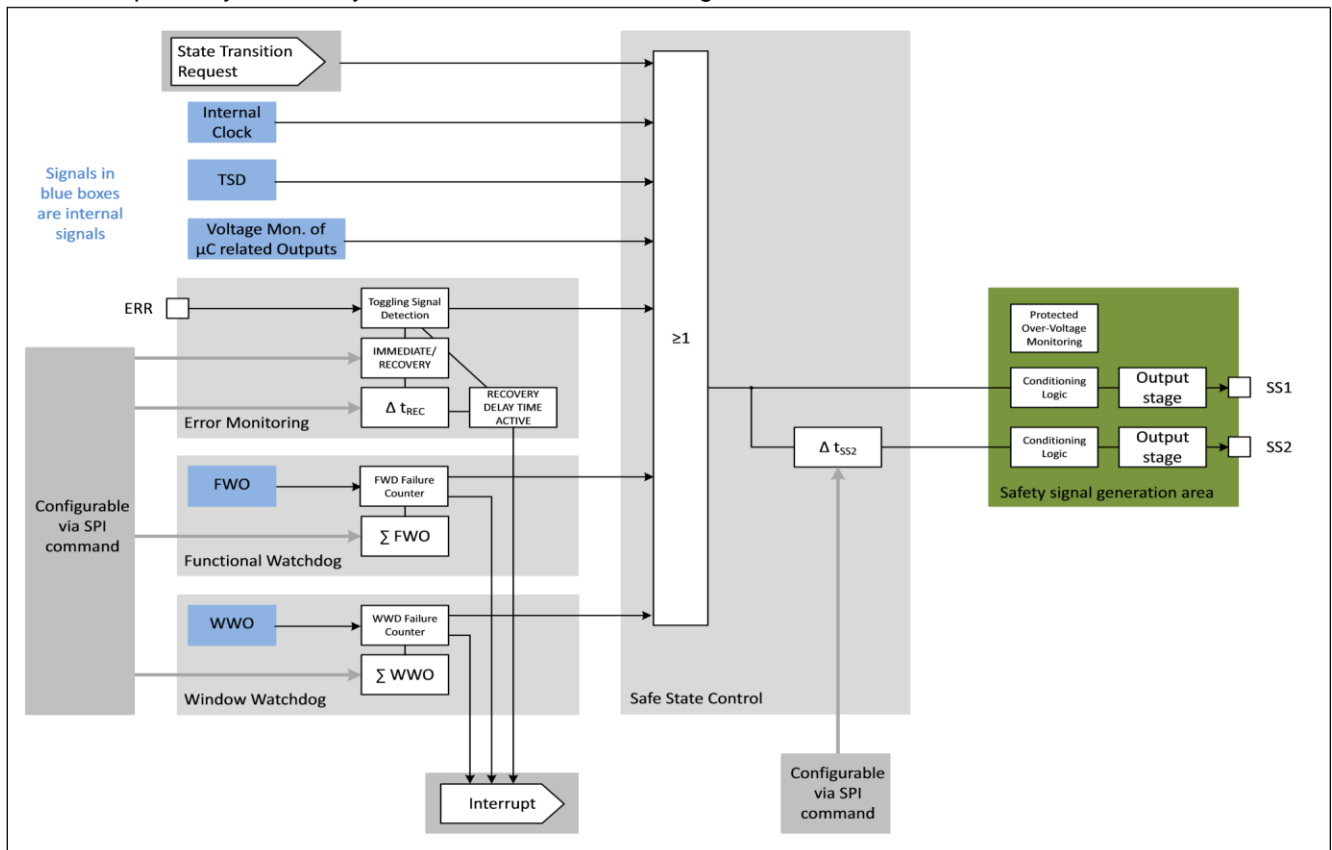 State Transition
Request
Internal
Clock
Signals in
blue boxes
are internal
signals
TSD
Voltage Mon. of
µC related Outputs
ERR
Toggling Signal
Detection
IMMEDIATE/
RECOVERY
Δ tREC
RECOVERY
DELAY TIME
ACTIVE
Error Monitoring
Configurable
via SPI
command
FWO
FWD Failure
Counter
∑ FWO
Functional Watchdog
WWO
WWD Failure
Counter
∑ WWO
Window Watchdog
Interrupt
≥1
Δ tSS2
Safe State Control
Configurable
via SPI
command
Protected
Over-Voltage
Monitoring
Conditioning
Logic
Output
stage
SS1
Conditioning
Logic
Output
stage
SS2
Safety signal generation area